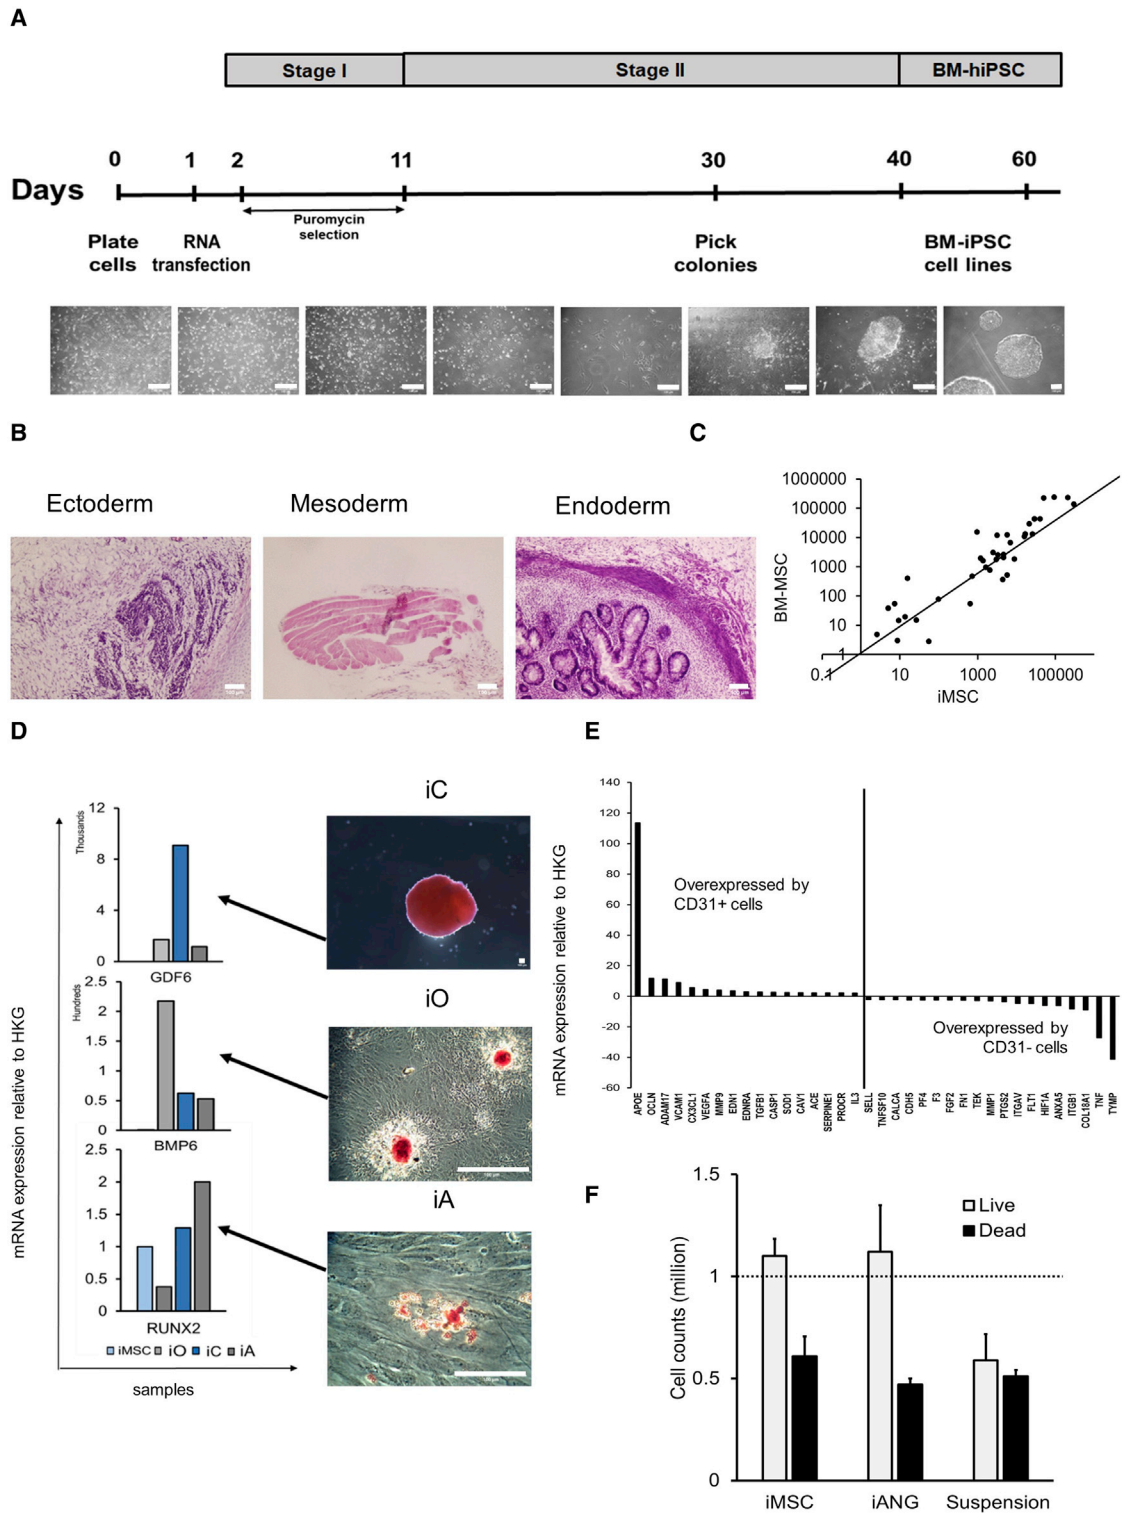 A
Stage I
Stage II
BM-hiPSC
0
1
2
11
30
40
60
Days
Puromycin
selection
Plate
cells
RNA
transfection
Pick
colonies
BM-iPSC
cell lines
B
Ectoderm
Mesoderm
Endoderm
C
1000000
100000
10000
1000
100
10
1
0.1
10
1000
100000
BM-MSC
iMSC
D
mRNA expression relative to HKG
Thousands
12
8
4
0
GDF6
Hundreds
2.5
2
1.5
1
0.5
0
BMP6
2.5
2
1.5
1
0.5
0
RUNX2
iMSC
iO
iC
iA
samples
iC
iO
iA
E
mRNA expression relative to HKG
140
120
100
80
60
40
20
0
-20
-40
-60
Overexpressed by
CD31+ cells
Overexpressed by
CD31- cells
APOE
OCLN
ADAM17
VCAM1
CX3CL1
VEGFA
MMP9
EDN1
EDNRA
TGFB1
CASP1
SOD1
CAV1
ACE
SERPINE1
PROCR
IL3
SELL
TNFSF10
CALCA
CDH5
PF4
F3
FGF2
FN1
TEK
MMP1
PTGS2
ITGAV
FLT1
HIF1A
ANXA5
ITGB1
COL18A1
TNF
TYMP
F
Cell counts (million)
1.5
1
0.5
0
Live
Dead
iMSC
iANG
Suspension